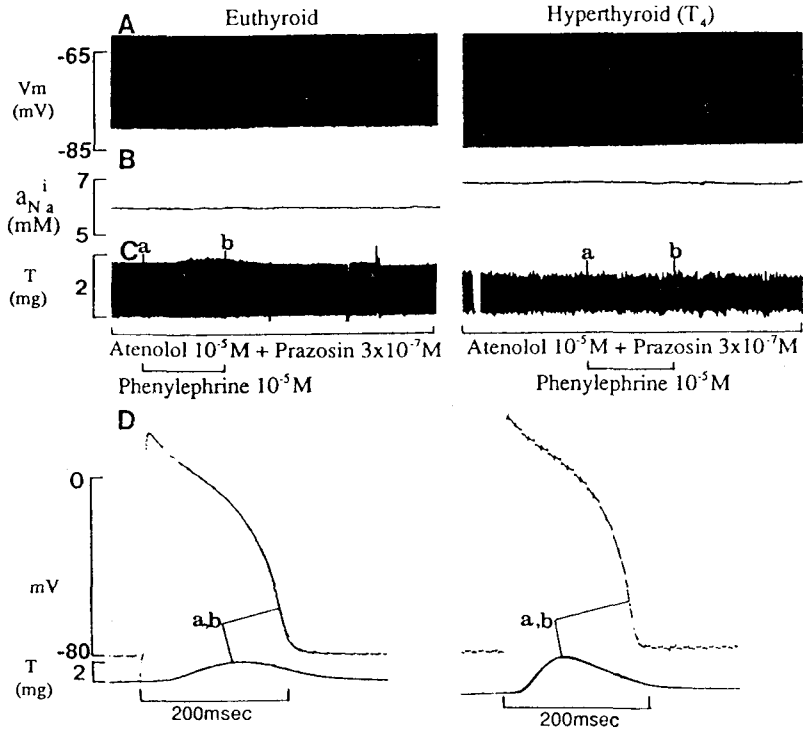 Euthyroid
Hyperthyroid (T4)
A
-65
Vm
(mV)
-85
B
7
a i Na
(mM)
5
C
a
b
a
b
T
(mg)
2
Atenolol 10-5M + Prazosin 3x10-7M
Atenolol 10-5M + Prazosin 3x10-7M
Phenylephrine 10-5M
Phenylephrine 10-5M
D
0
mV
a,b
a,b
-80
T
(mg)
2
200msec
200msec